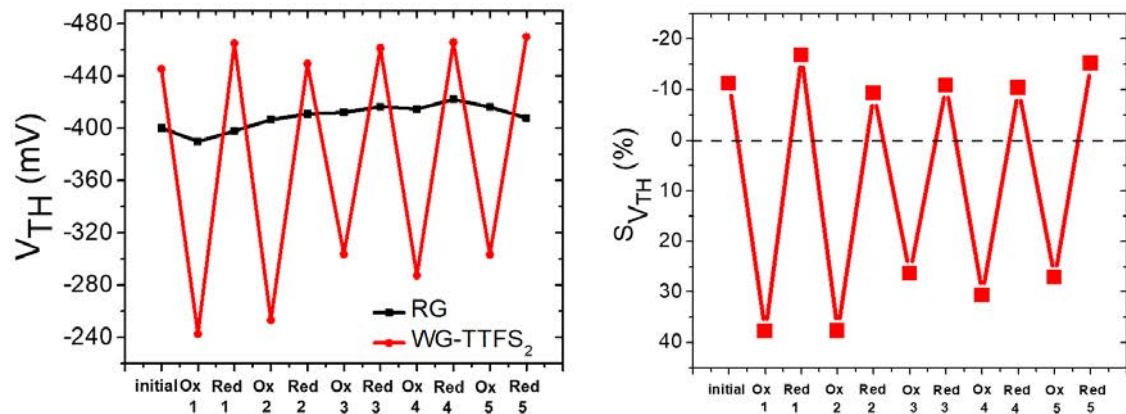 -480
-440
-400
-360
-320
-280
-240
V_TH (mV)
RG
WG-TTFS₂
initial Ox Red Ox Red Ox Red Ox Red Ox Red
1 1 2 2 3 3 4 4 5 5
-20
-10
0
10
20
30
40
S_V_TH (%)
initial Ox Red Ox Red Ox Red Ox Red Ox Red
1 1 2 2 3 3 4 4 5 5